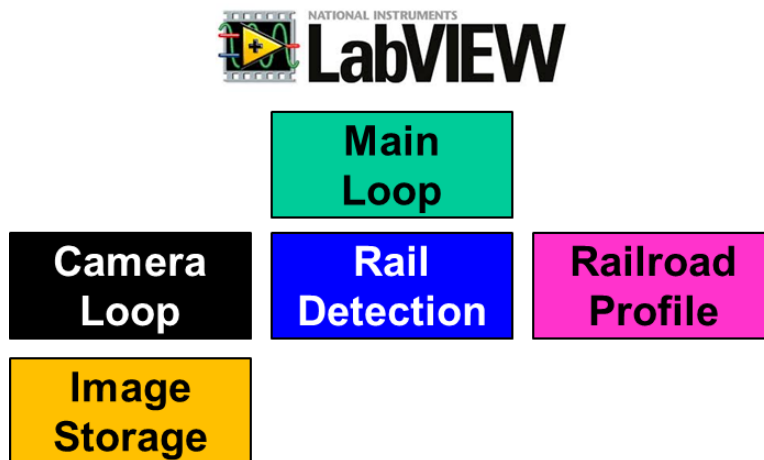 NATIONAL INSTRUMENTS
LabVIEW
Main
Loop
Camera
Loop
Rail
Detection
Railroad
Profile
Image
Storage